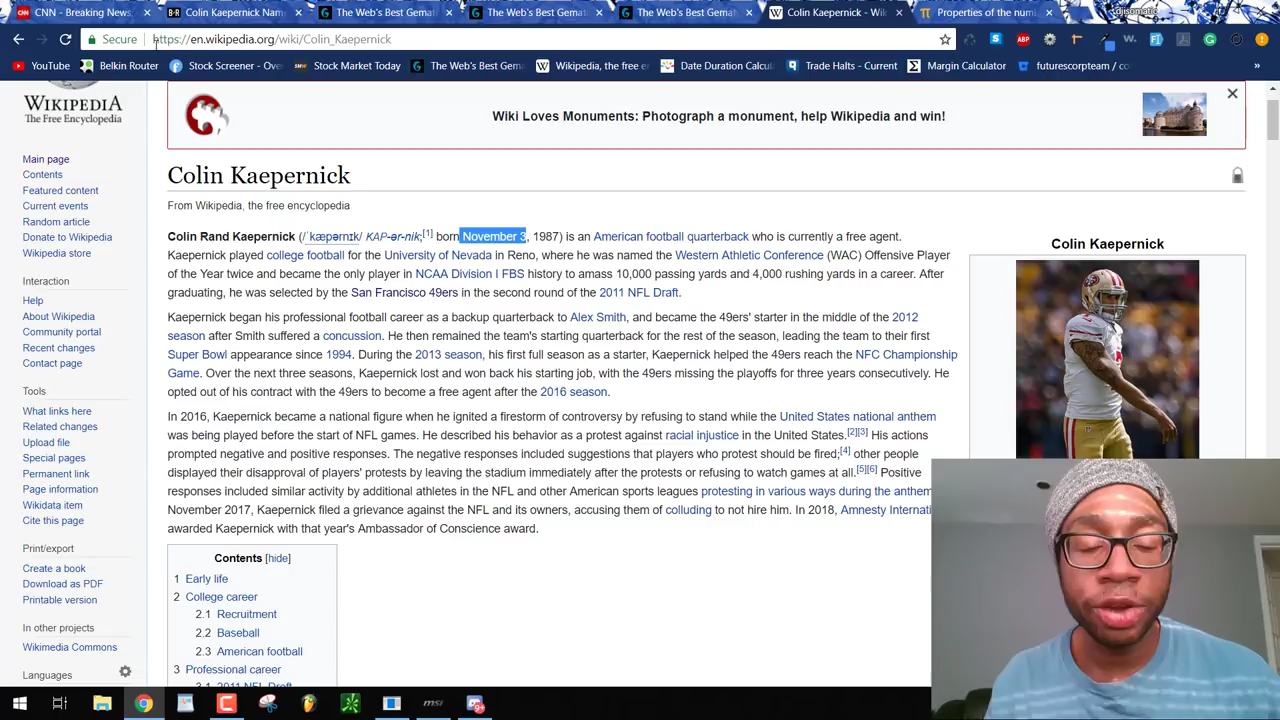 CNN - Breaking News,
Colin Kaepernick Nam
The Web's Best Gemat
The Web's Best Gemat
The Web's Best Gemat
Colin Kaepernick - Wik
Properties of the numb
djisomatic
Secure
https://en.wikipedia.org/wiki/Colin_Kaepernick
YouTube
Belkin Router
Stock Screener - Ove
Stock Market Today
The Web's Best Gem
Wikipedia, the free e
Date Duration Calcu
Trade Halts - Current
Margin Calculator
futurescorpteam / co
WIKIPEDIA
The Free Encyclopedia
Main page
Contents
Featured content
Current events
Random article
Donate to Wikipedia
Wikipedia store
Interaction
Help
About Wikipedia
Community portal
Recent changes
Contact page
Tools
What links here
Related changes
Upload file
Special pages
Permanent link
Page information
Wikidata item
Cite this page
Print/export
Create a book
Download as PDF
Printable version
In other projects
Wikimedia Commons
Languages
Wiki Loves Monuments: Photograph a monument, help Wikipedia and win!
Colin Kaepernick
From Wikipedia, the free encyclopedia
Colin Rand Kaepernick (/ˈkæpərnɪk/ KAP-ər-nik;[1] born November 3, 1987) is an American football quarterback who is currently a free agent.
Kaepernick played college football for the University of Nevada in Reno, where he was named the Western Athletic Conference (WAC) Offensive Player
of the Year twice and became the only player in NCAA Division I FBS history to amass 10,000 passing yards and 4,000 rushing yards in a career. After
graduating, he was selected by the San Francisco 49ers in the second round of the 2011 NFL Draft.
Kaepernick began his professional football career as a backup quarterback to Alex Smith, and became the 49ers' starter in the middle of the 2012
season after Smith suffered a concussion. He then remained the team's starting quarterback for the rest of the season, leading the team to their first
Super Bowl appearance since 1994. During the 2013 season, his first full season as a starter, Kaepernick helped the 49ers reach the NFC Championship
Game. Over the next three seasons, Kaepernick lost and won back his starting job, with the 49ers missing the playoffs for three years consecutively. He
opted out of his contract with the 49ers to become a free agent after the 2016 season.
In 2016, Kaepernick became a national figure when he ignited a firestorm of controversy by refusing to stand while the United States national anthem
was being played before the start of NFL games. He described his behavior as a protest against racial injustice in the United States.[2][3] His actions
prompted negative and positive responses. The negative responses included suggestions that players who protest should be fired;[4] other people
displayed their disapproval of players' protests by leaving the stadium immediately after the protests or refusing to watch games at all.[5][6] Positive
responses included similar activity by additional athletes in the NFL and other American sports leagues protesting in various ways during the anthem
November 2017, Kaepernick filed a grievance against the NFL and its owners, accusing them of colluding to not hire him. In 2018, Amnesty Internati
awarded Kaepernick with that year's Ambassador of Conscience award.
Contents [hide]
1 Early life
2 College career
2.1 Recruitment
2.2 Baseball
2.3 American football
3 Professional career
3.1 2011 NFL Draft
Colin Kaepernick
msi